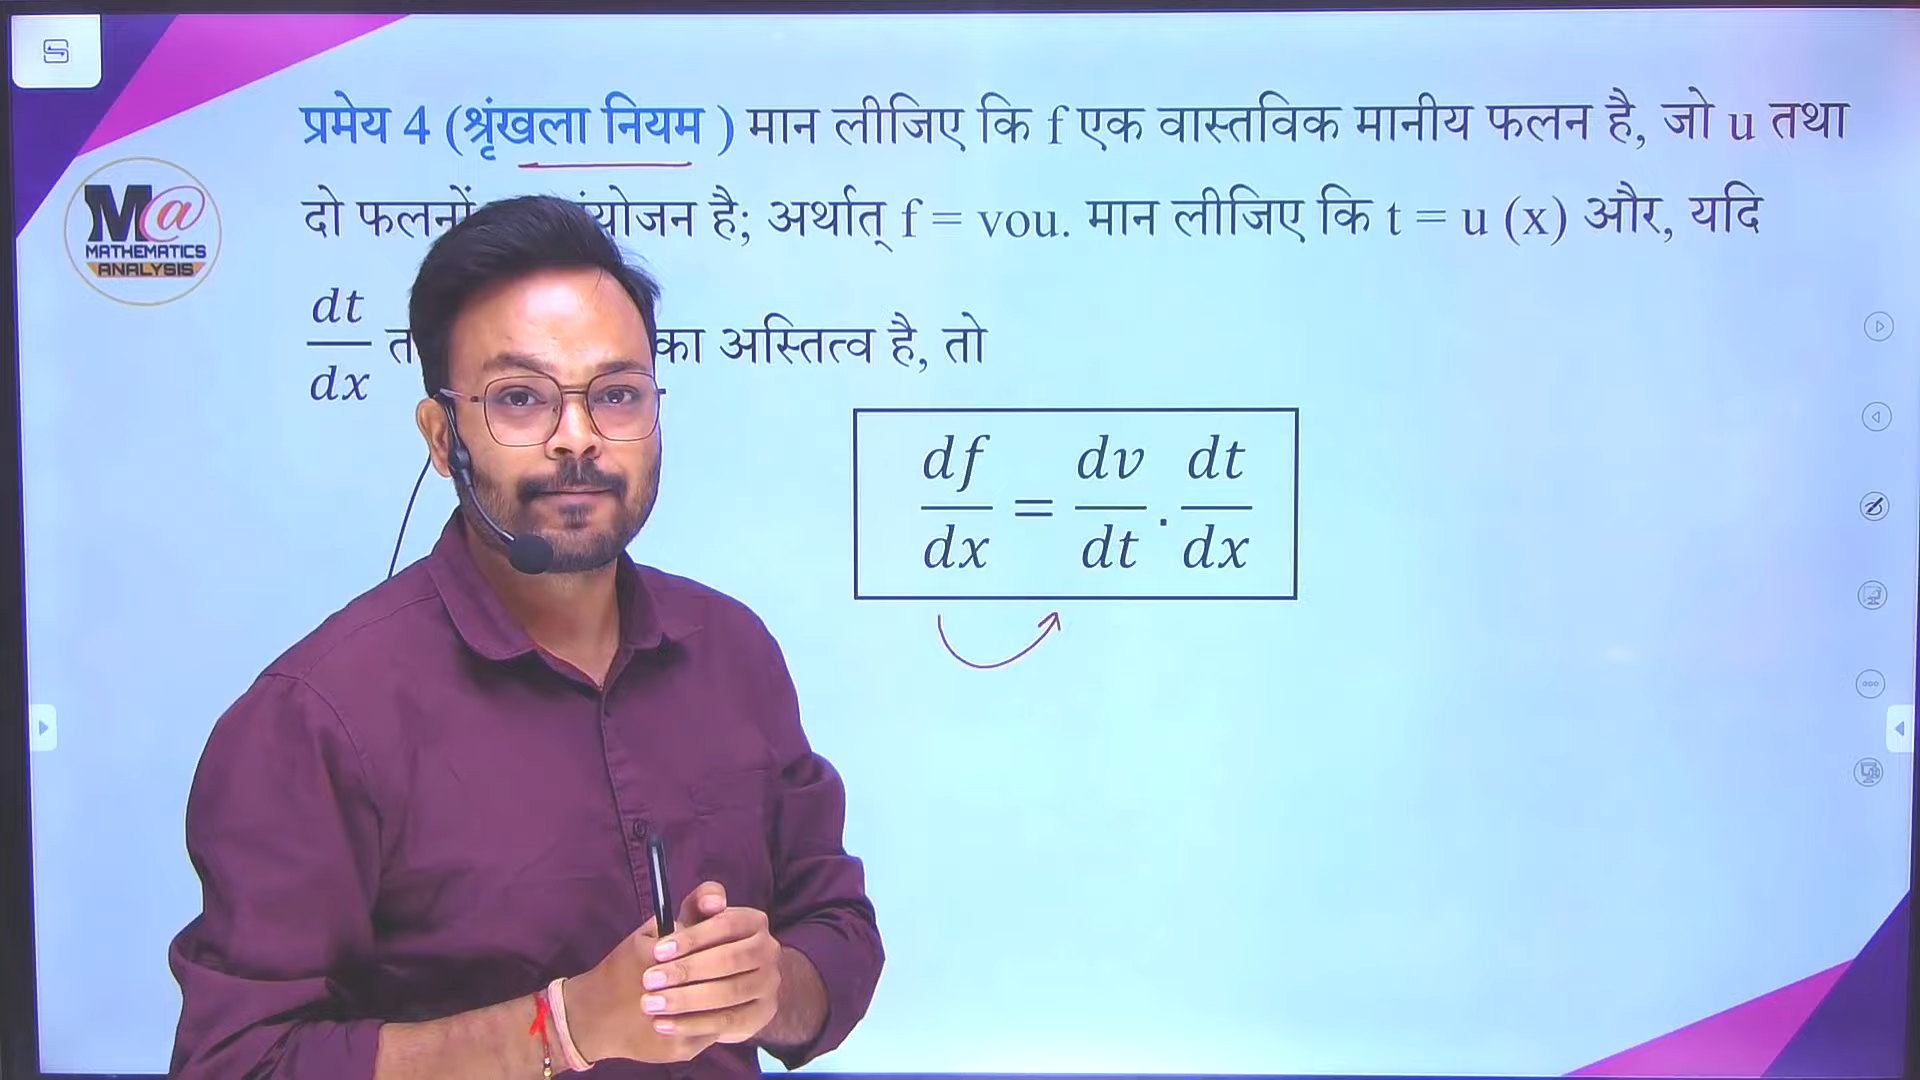 प्रमेय 4 (श्रृंखला नियम ) मान लीजिए कि f एक वास्तविक मानीय फलन है, जो u तथा
दो फलनों संयोजन है; अर्थात् f = vou. मान लीजिए कि t = u (x) और, यदि
dt/dx का अस्तित्व है, तो
df/dx = dv/dt . dt/dx
M@
MATHEMATICS
ANALYSIS